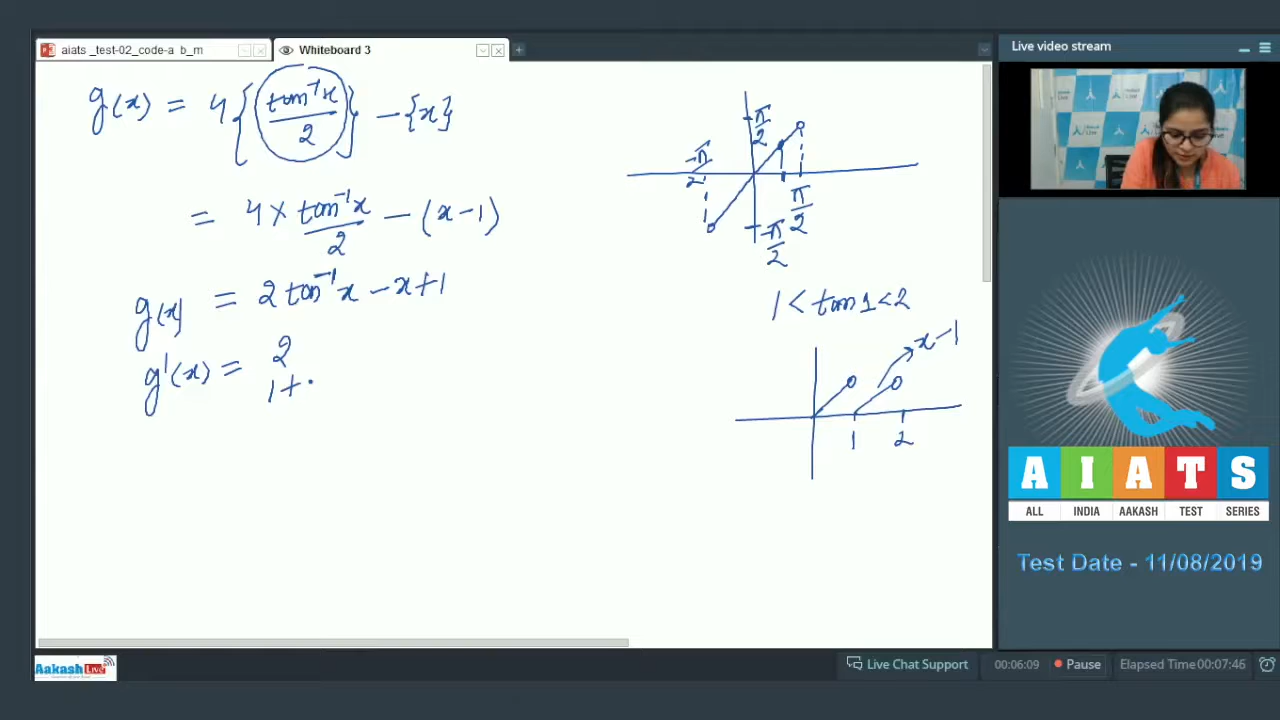 aiats _test-02_code-a b_m
Whiteboard 3
Live video stream
g(x) = 4{tan⁻¹x/2} - {x}
= 4 × tan⁻¹x/2 - (x-1)
g(x) = 2 tan⁻¹x - x + 1
g'(x) = 2/1+
π/2
-π/2
π/2
-π/2
1 < tan 1 < 2
x-1
1 2
A I A T S
ALL INDIA AAKASH TEST SERIES
Test Date - 11/08/2019
Aakash Live
Live Chat Support
00:06:09
Pause
Elapsed Time 00:07:46